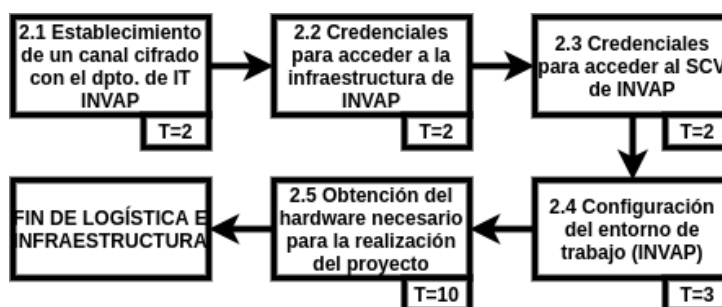 2.1 Establecimiento
de un canal cifrado
con el dpto. de IT
INVAP
T=2
2.2 Credenciales
para acceder a la
infraestructura de
INVAP
T=2
2.3 Credenciales
para acceder al SCV
de INVAP
T=2
2.4 Configuración
del entorno de
trabajo (INVAP)
T=3
2.5 Obtención del
hardware necesario
para la realización
del proyecto
T=10
FIN DE LOGÍSTICA E
INFRAESTRUCTURA